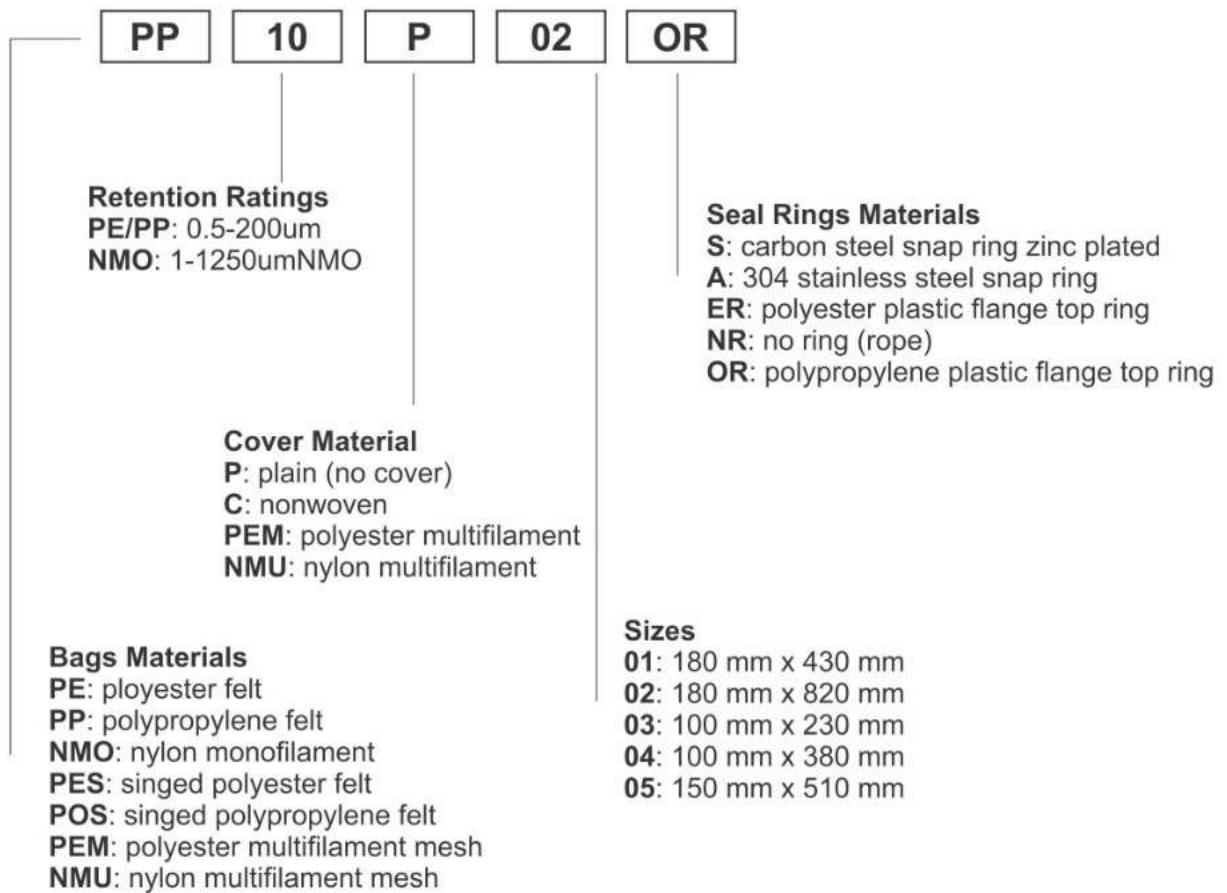 PP 10 P 02 OR
Retention Ratings
PE/PP: 0.5-200um
NMO: 1-1250umNMO
Seal Rings Materials
S: carbon steel snap ring zinc plated
A: 304 stainless steel snap ring
ER: polyester plastic flange top ring
NR: no ring (rope)
OR: polypropylene plastic flange top ring
Cover Material
P: plain (no cover)
C: nonwoven
PEM: polyester multifilament
NMU: nylon multifilament
Bags Materials
PE: ployester felt
PP: polypropylene felt
NMO: nylon monofilament
PES: singed polyester felt
POS: singed polypropylene felt
PEM: polyester multifilament mesh
NMU: nylon multifilament mesh
Sizes
01: 180 mm x 430 mm
02: 180 mm x 820 mm
03: 100 mm x 230 mm
04: 100 mm x 380 mm
05: 150 mm x 510 mm